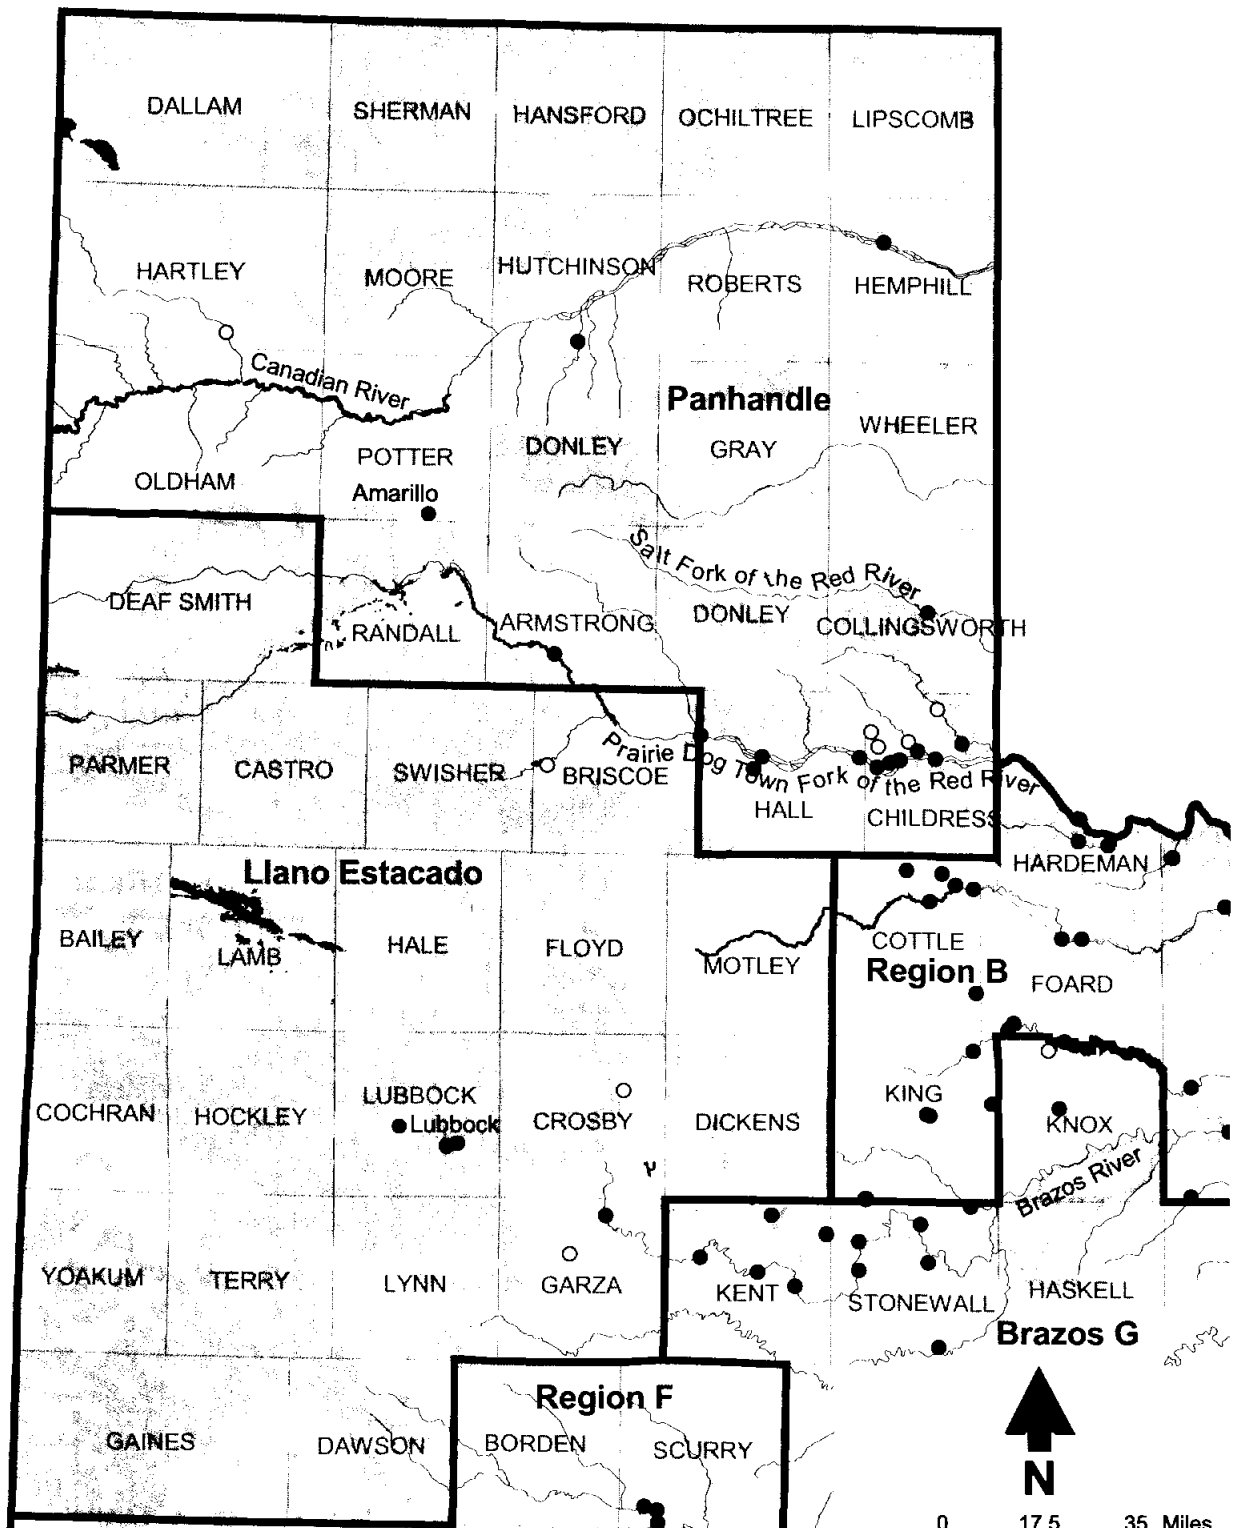 DALLAM
SHERMAN
HANSFORD
OCHILTREE
LIPSCOMB
HARTLEY
MOORE
HUTCHINSON
ROBERTS
HEMPHILL
Canadian River
Panhandle
WHEELER
OLDHAM
POTTER
DONLEY
GRAY
Amarillo
Salt Fork of the Red River
DEAF SMITH
RANDALL
ARMSTRONG
DONLEY
COLLINGSWORTH
PARMER
CASTRO
SWISHER
BRISCOE
Prairie Dog Town Fork of the Red River
HALL
CHILDRESS
HARDEMAN
Llano Estacado
BAILEY
LAMB
HALE
FLOYD
MOTLEY
COTTLE
Region B
FOARD
COCHRAN
HOCKLEY
LUBBOCK
Lubbock
CROSBY
DICKENS
KING
KNOX
Brazos River
YOAKUM
TERRY
LYNN
GARZA
KENT
STONEWALL
HASKELL
Brazos G
Region F
GAINES
DAWSON
BORDEN
SCURRY
N
0 17.5 35 Miles